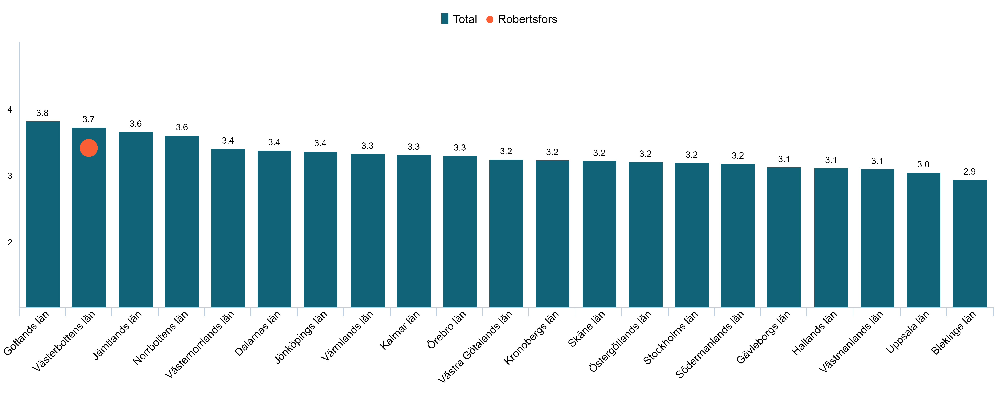 Total Robertsfors
4
3
2
3.8 3.7 3.6 3.6 3.4 3.4 3.4 3.3 3.3 3.3 3.2 3.2 3.2 3.2 3.2 3.2 3.1 3.1 3.1 3.0 2.9
Gotlands län
Västerbottens län
Jämtlands län
Norrbottens län
Västernorrlands län
Dalarnas län
Jönköpings län
Värmlands län
Kalmar län
Örebro län
Västra Götalands län
Kronobergs län
Skåne län
Östergötlands län
Stockholms län
Södermanlands län
Gävleborgs län
Hallands län
Västmanlands län
Uppsala län
Blekinge län